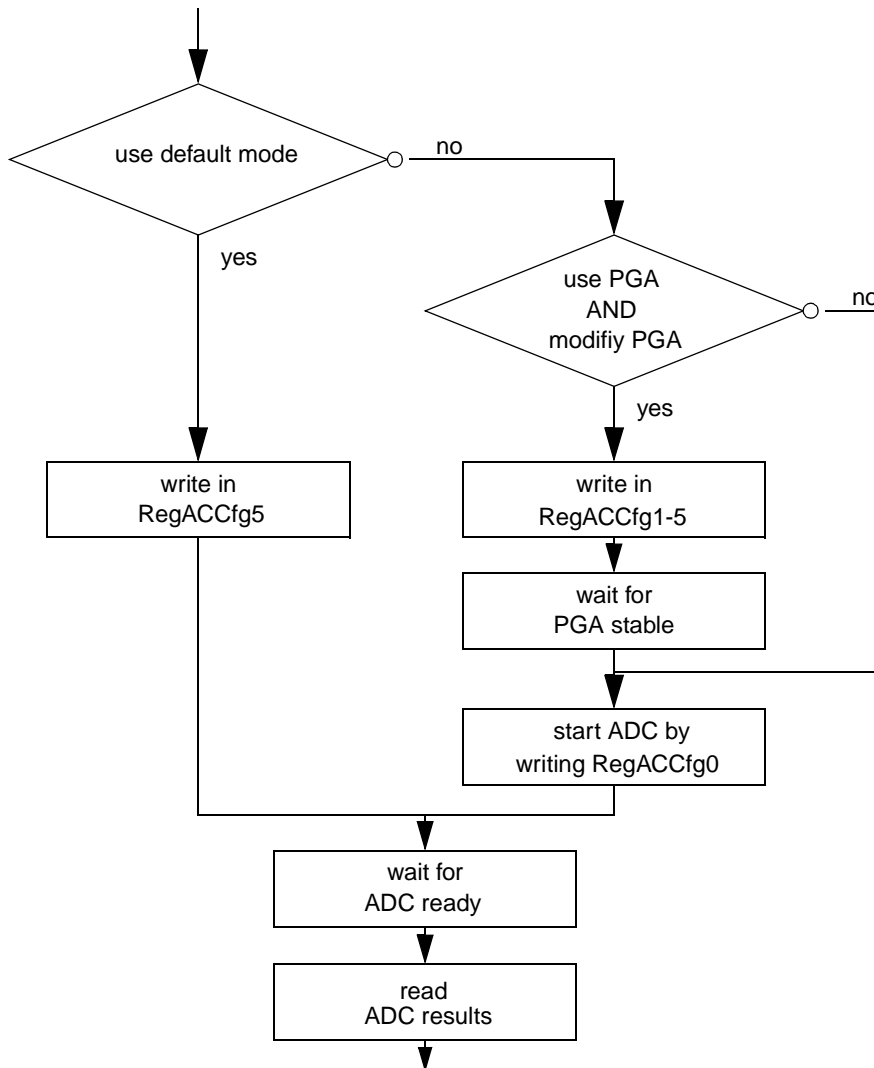 use default mode
no
yes
use PGA
AND
modifiy PGA
no
yes
write in
RegACCfg5
write in
RegACCfg1-5
wait for
PGA stable
start ADC by
writing RegACCfg0
wait for
ADC ready
read
ADC results